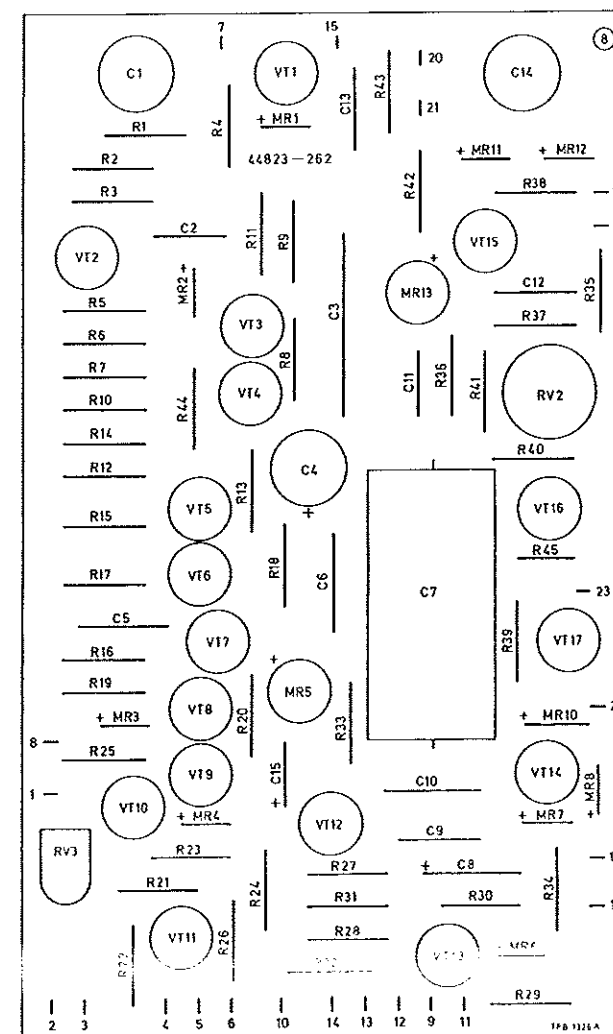 7 15 8
C1 VT1 C13 R43 20 C14
R4 21
R1 + MR1
R2 44823-262 R42 + MR11 + MR12
R3 R38
C2 R11 R9 VT15
VT2 MR2 + C3 + MR13 C12 R35
R5 VT3 R37
R6 R8 C11 R36 R41
R7 R44 VT4 RV2
R10
R14 C4 R40
R12 R13 +
R15 VT5 VT16
R18 C6 C7 R45
R17 VT6 23
C5 VT7 R39 VT17
R16 +
R19 VT8 R20 MR5 R33
+ MR3 + MR10
8 R25 VT9 C15 VT14 MR8
1 VT10 + C10 +
+ MR4 VT12 + MR7
RV3 C9
R23 R24 R27 + C8 R34
R21 R31 R30
VT11 R26 R28 VT13
R22 R29
2 3 4 5 6 10 14 13 12 9 11